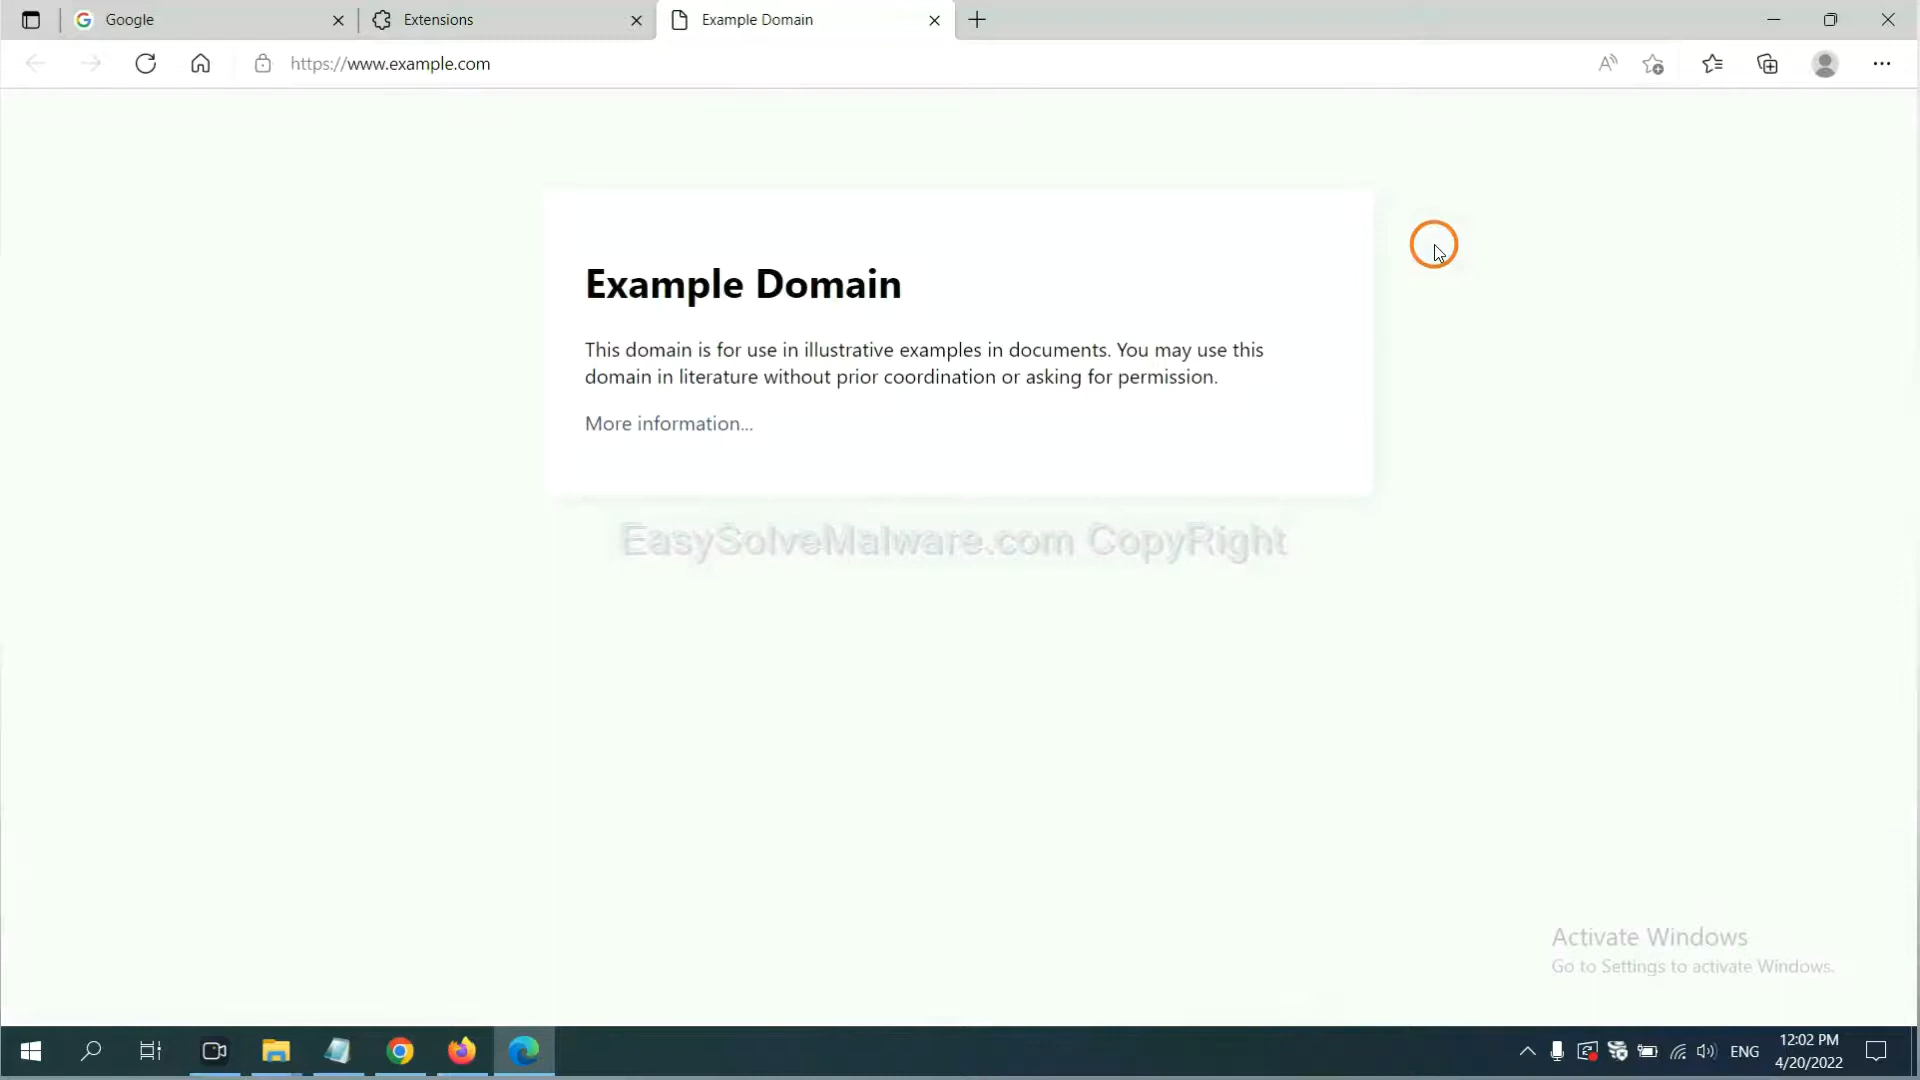 Google
Extensions
Example Domain
https://www.example.com
Example Domain
This domain is for use in illustrative examples in documents. You may use this
domain in literature without prior coordination or asking for permission.
More information...
EasySolveMalware.com CopyRight
Activate Windows
Go to Settings to activate Windows.
ENG
12:02 PM
4/20/2022